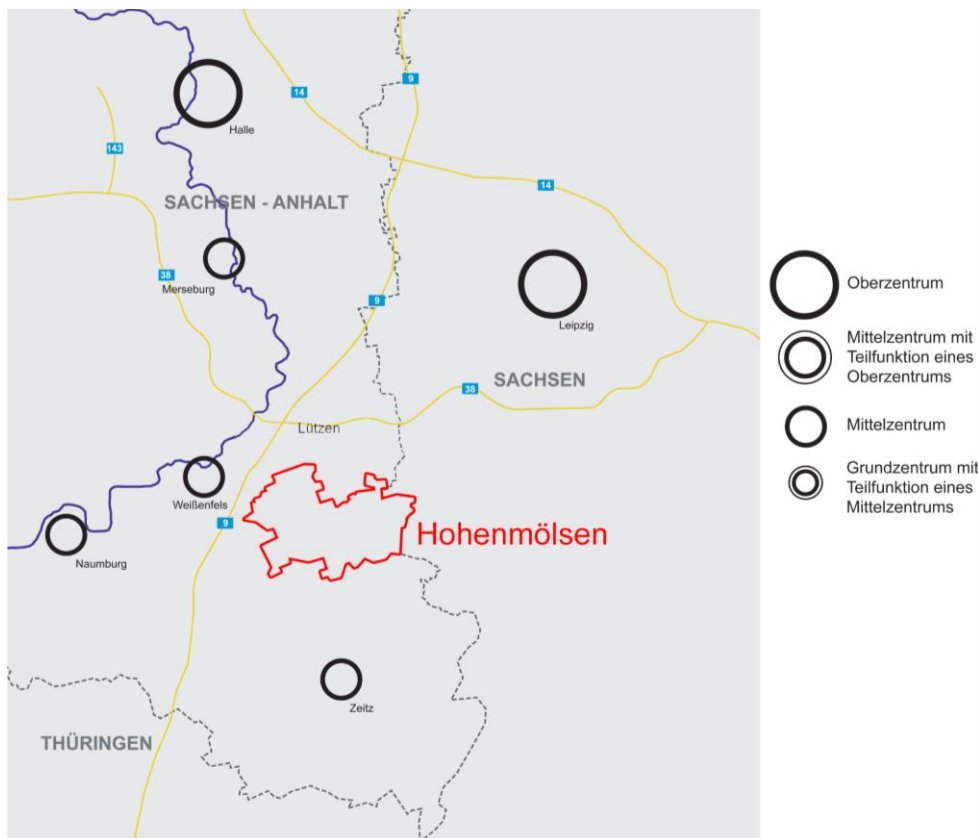 9
14
Halle
143
SACHSEN - ANHALT
14
38
Merseburg
9
Leipzig
SACHSEN
38
Lützen
Weißenfels
9
Hohenmölsen
Naumburg
Zeitz
THÜRINGEN
Oberzentrum
Mittelzentrum mit
Teilfunktion eines
Oberzentrums
Mittelzentrum
Grundzentrum mit
Teilfunktion eines
Mittelzentrums